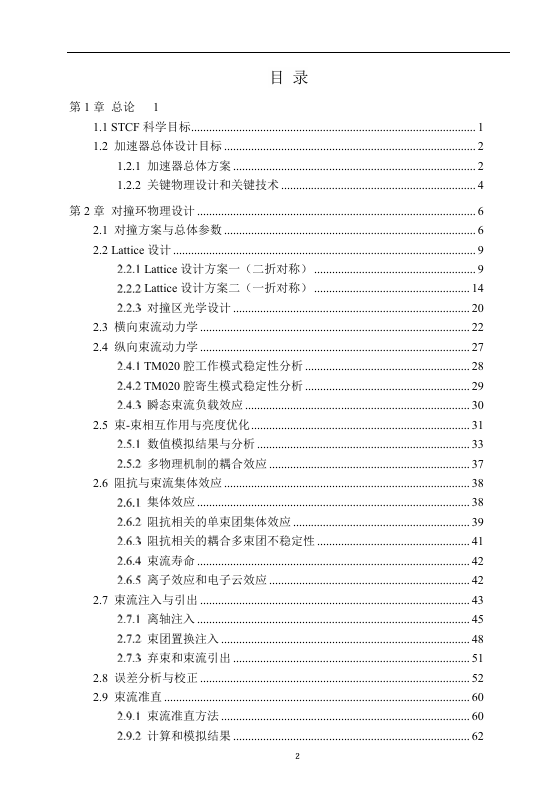 目 录
第 1 章 总论 1
1.1 STCF 科学目标 1
1.2 加速器总体设计目标 2
1.2.1 加速器总体方案 2
1.2.2 关键物理设计和关键技术 4
第 2 章 对撞环物理设计 6
2.1 对撞方案与总体参数 6
2.2 Lattice 设计 9
2.2.1 Lattice 设计方案一（二折对称） 9
2.2.2 Lattice 设计方案二（一折对称） 14
2.2.3 对撞区光学设计 20
2.3 横向束流动力学 22
2.4 纵向束流动力学 27
2.4.1 TM020 腔工作模式稳定性分析 28
2.4.2 TM020 腔寄生模式稳定性分析 29
2.4.3 瞬态束流负载效应 30
2.5 束-束相互作用与亮度优化 31
2.5.1 数值模拟结果与分析 33
2.5.2 多物理机制的耦合效应 37
2.6 阻抗与束流集体效应 38
2.6.1 集体效应 38
2.6.2 阻抗相关的单束团集体效应 39
2.6.3 阻抗相关的耦合多束团不稳定性 41
2.6.4 束流寿命 42
2.6.5 离子效应和电子云效应 42
2.7 束流注入与引出 43
2.7.1 离轴注入 45
2.7.2 束团置换注入 48
2.7.3 弃束和束流引出 51
2.8 误差分析与校正 52
2.9 束流准直 60
2.9.1 束流准直方法 60
2.9.2 计算和模拟结果 62
2